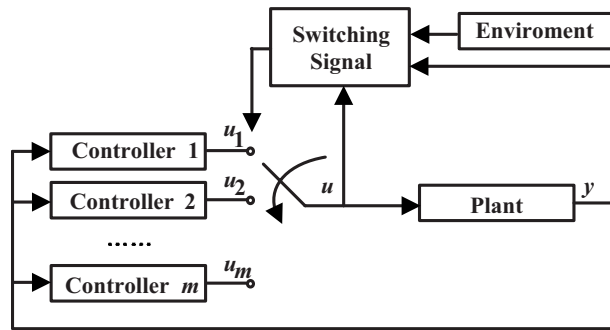 Switching
Signal
Enviroment
u1
Controller 1
u2
Controller 2
u
Plant
y
......
um
Controller m